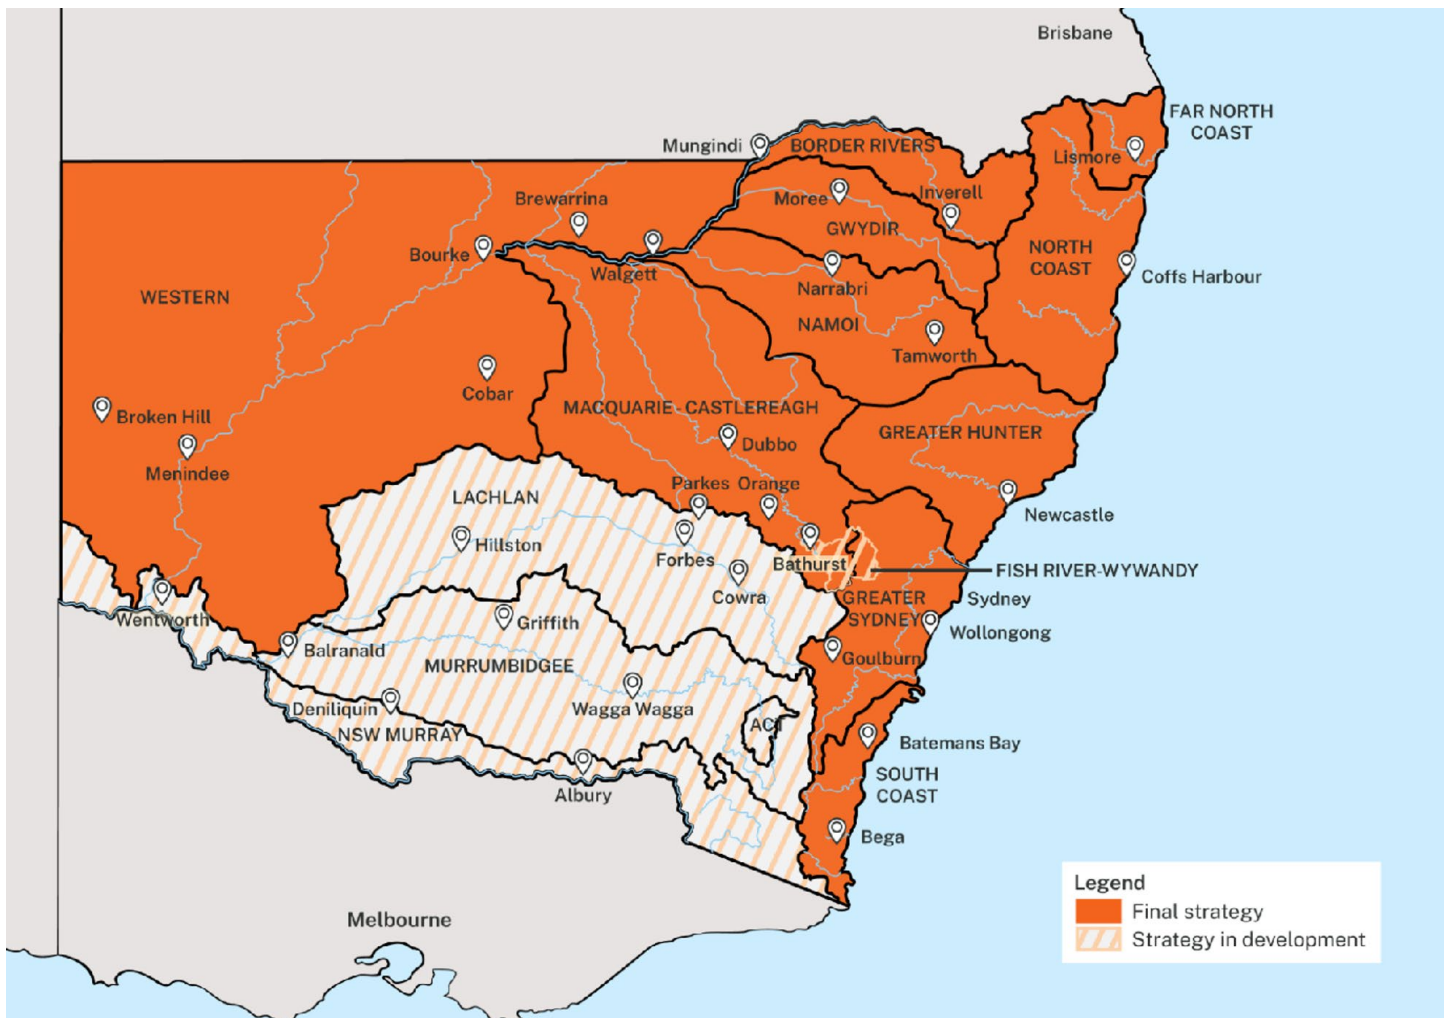 Brisbane
FAR NORTH
COAST
Mungindi
BORDER RIVERS
Lismore
Brewarrina
Moree
Inverell
GWYDIR
Bourke
Walgett
NORTH
COAST
Coffs Harbour
WESTERN
Narrabri
NAMOI
Tamworth
Cobar
MACQUARIE-CASTLEREAGH
Broken Hill
Dubbo
GREATER HUNTER
Menindee
Parkes
Orange
LACHLAN
Newcastle
Hillston
Forbes
Bathurst
FISH RIVER-WYWANDY
Cowra
GREATER
SYDNEY
Sydney
Wentworth
Griffith
Wollongong
Balranald
Goulburn
MURRUMBIDGEE
Deniliquin
Wagga Wagga
ACT
NSW MURRAY
Batemans Bay
Albury
SOUTH
COAST
Bega
Melbourne
Legend
Final strategy
Strategy in development